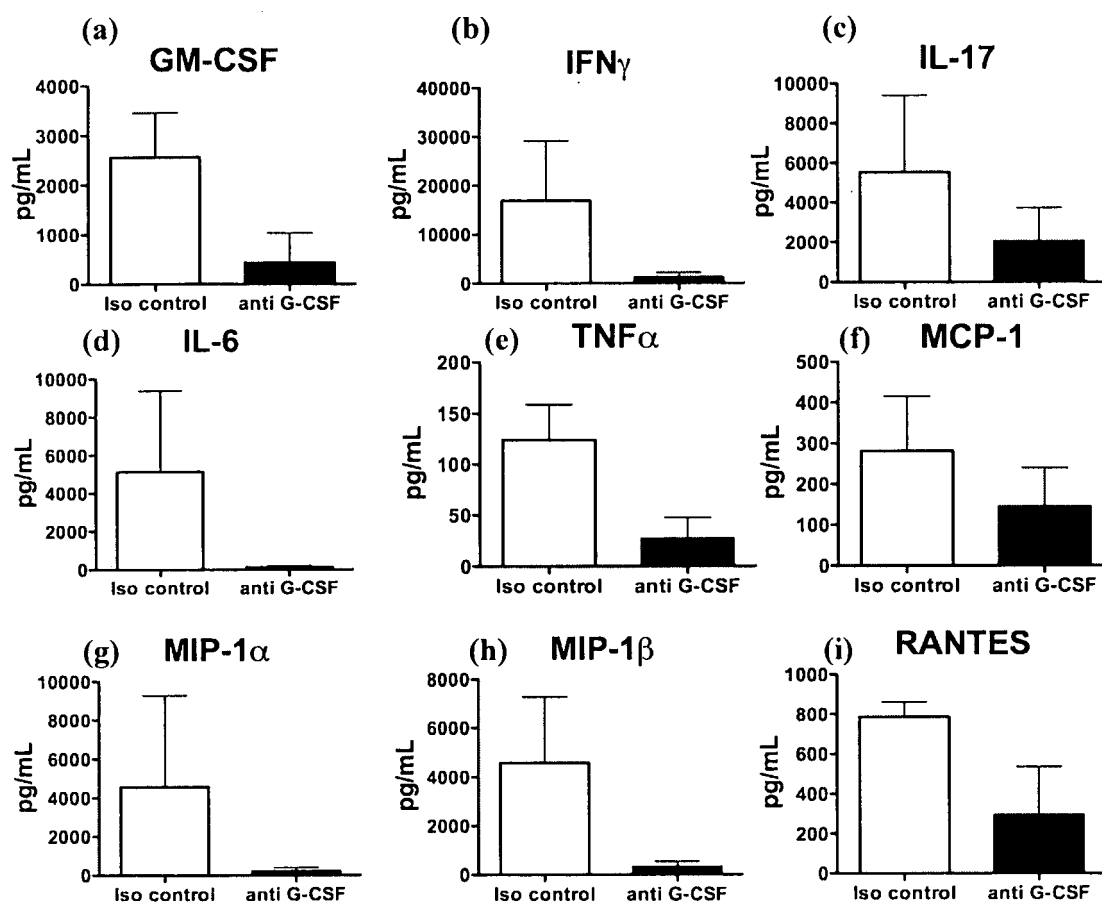 (a)
GM-CSF
pg/mL
4000
3000
2000
1000
0
Iso control
anti G-CSF
(b)
IFNγ
pg/mL
40000
30000
20000
10000
0
Iso control
anti G-CSF
(c)
IL-17
pg/mL
10000
8000
6000
4000
2000
0
Iso control
anti G-CSF
(d)
IL-6
pg/mL
10000
8000
6000
4000
2000
0
Iso control
anti G-CSF
(e)
TNFα
pg/mL
200
150
100
50
0
Iso control
anti G-CSF
(f)
MCP-1
pg/mL
500
400
300
200
100
0
Iso control
anti G-CSF
(g)
MIP-1α
pg/mL
10000
8000
6000
4000
2000
0
Iso control
anti G-CSF
(h)
MIP-1β
pg/mL
8000
6000
4000
2000
0
Iso control
anti G-CSF
(i)
RANTES
pg/mL
1000
800
600
400
200
0
Iso control
anti G-CSF